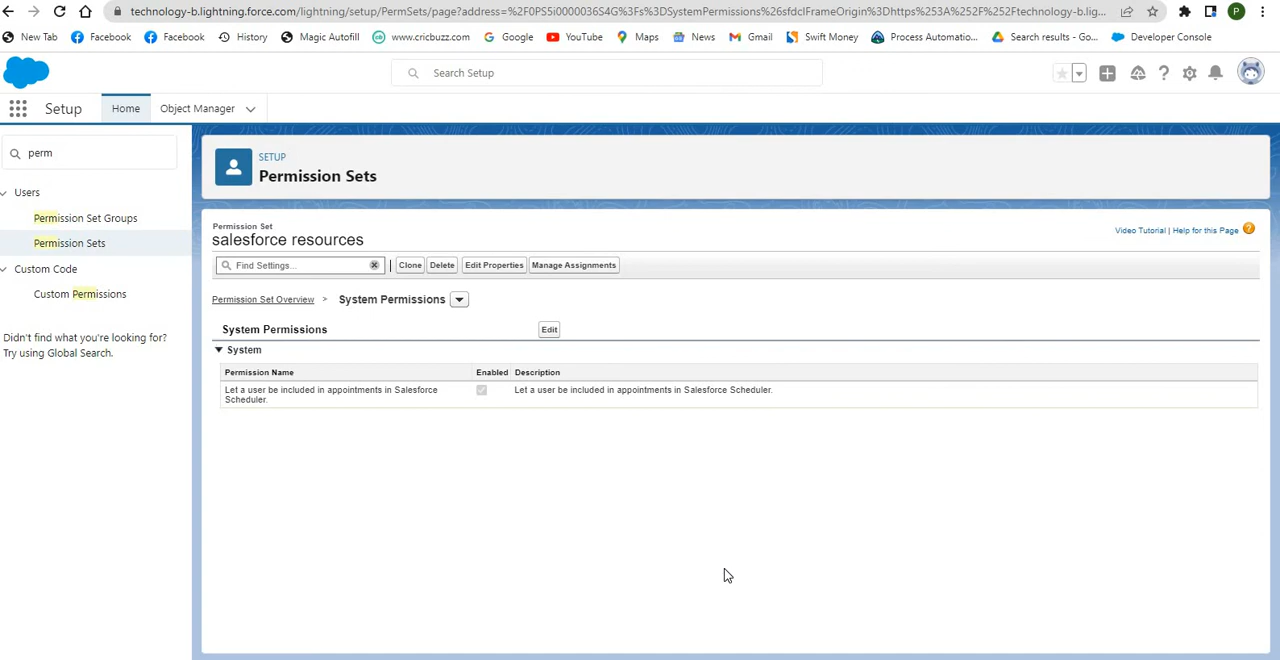 technology-b.lightning.force.com/lightning/setup/PermSets/page?address=%2F0PS5i0000036S4G%3Fs%3DSystemPermissions%26sfdcIFrameOrigin%3Dhttps%253A%252F%252Ftechnology-b.lig...
P
New Tab Facebook Facebook History Magic Autofill www.cricbuzz.com Google YouTube Maps News Gmail Swift Money Process Automatio... Search results - Go... Developer Console
Search Setup
Setup Home Object Manager
perm
Users
Permission Set Groups
Permission Sets
Custom Code
Custom Permissions
Didn't find what you're looking for?
Try using Global Search.
SETUP
Permission Sets
Permission Set
salesforce resources
Video Tutorial | Help for this Page ?
Find Settings... | Clone Delete Edit Properties Manage Assignments
Permission Set Overview > System Permissions
System Permissions Edit
System
Permission Name Enabled Description
Let a user be included in appointments in Salesforce Scheduler. Let a user be included in appointments in Salesforce Scheduler.